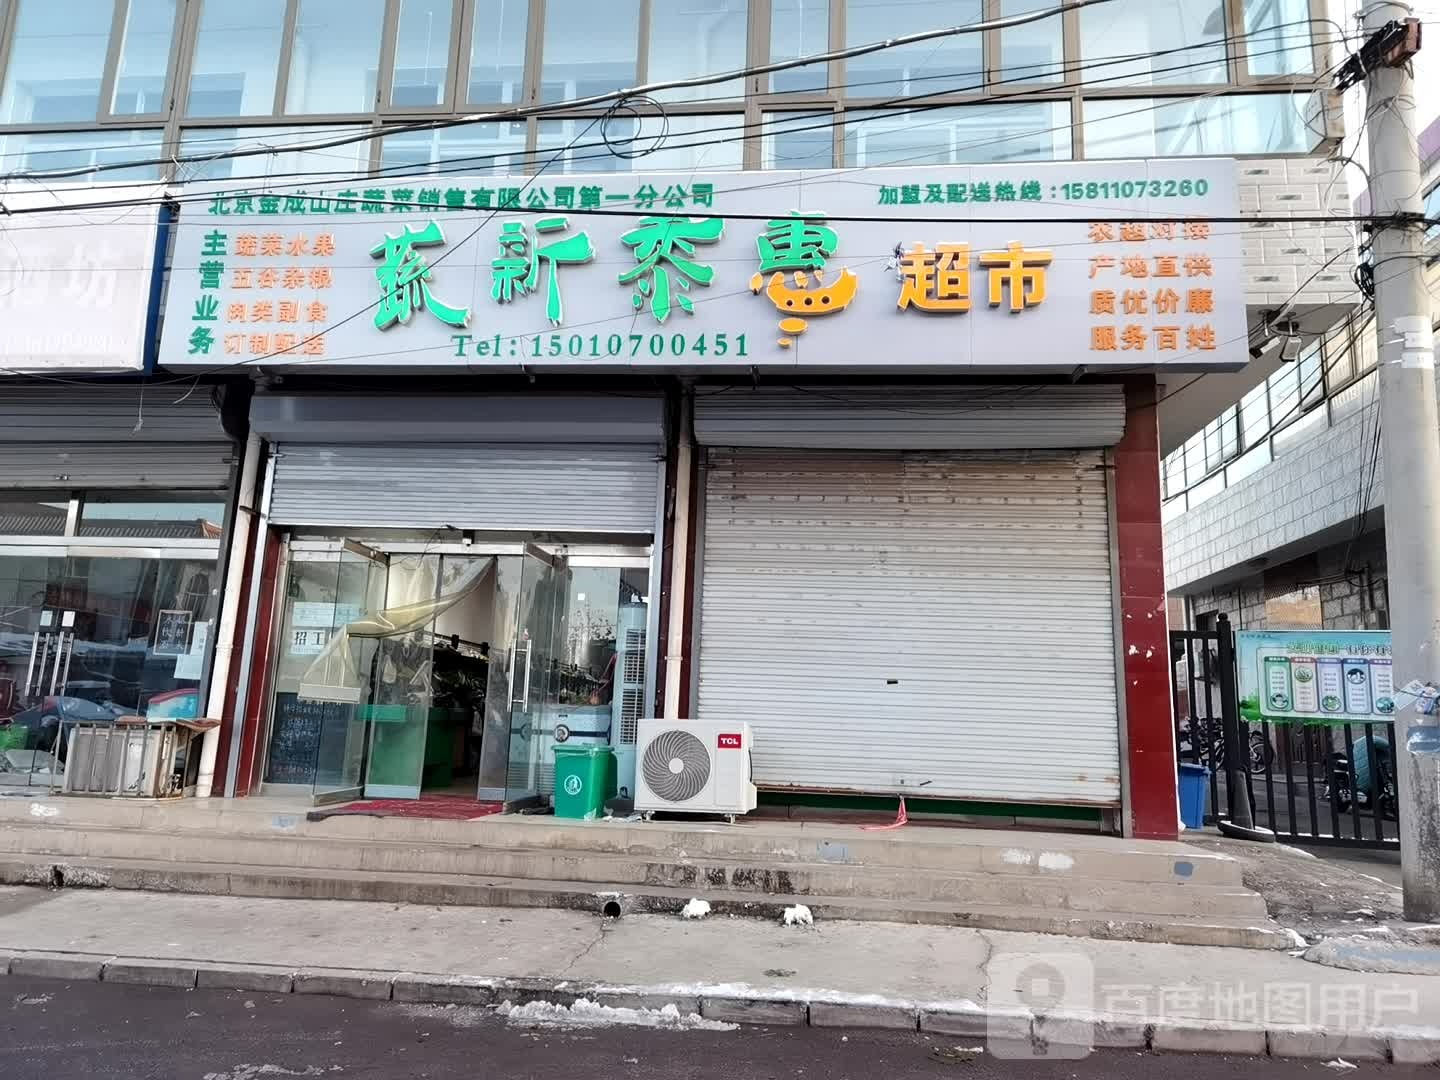 北京金成山庄蔬菜销售有限公司第一分公司
加盟及配送热线：15811073260
主营业务
蔬菜水果
五谷杂粮
肉类副食
订制配送
蔬新泰惠超市
农超对接
产地直供
质优价廉
服务百姓
Tel: 15010700451
坊
招工
TCL
百度地图用户